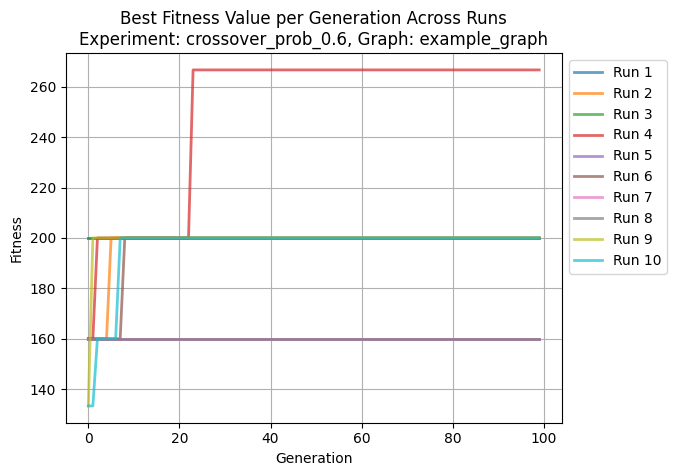 Best Fitness Value per Generation Across Runs
Experiment: crossover_prob_0.6, Graph: example_graph
Fitness
260
240
220
200
180
160
140
0 20 40 60 80 100
Generation
Run 1
Run 2
Run 3
Run 4
Run 5
Run 6
Run 7
Run 8
Run 9
Run 10